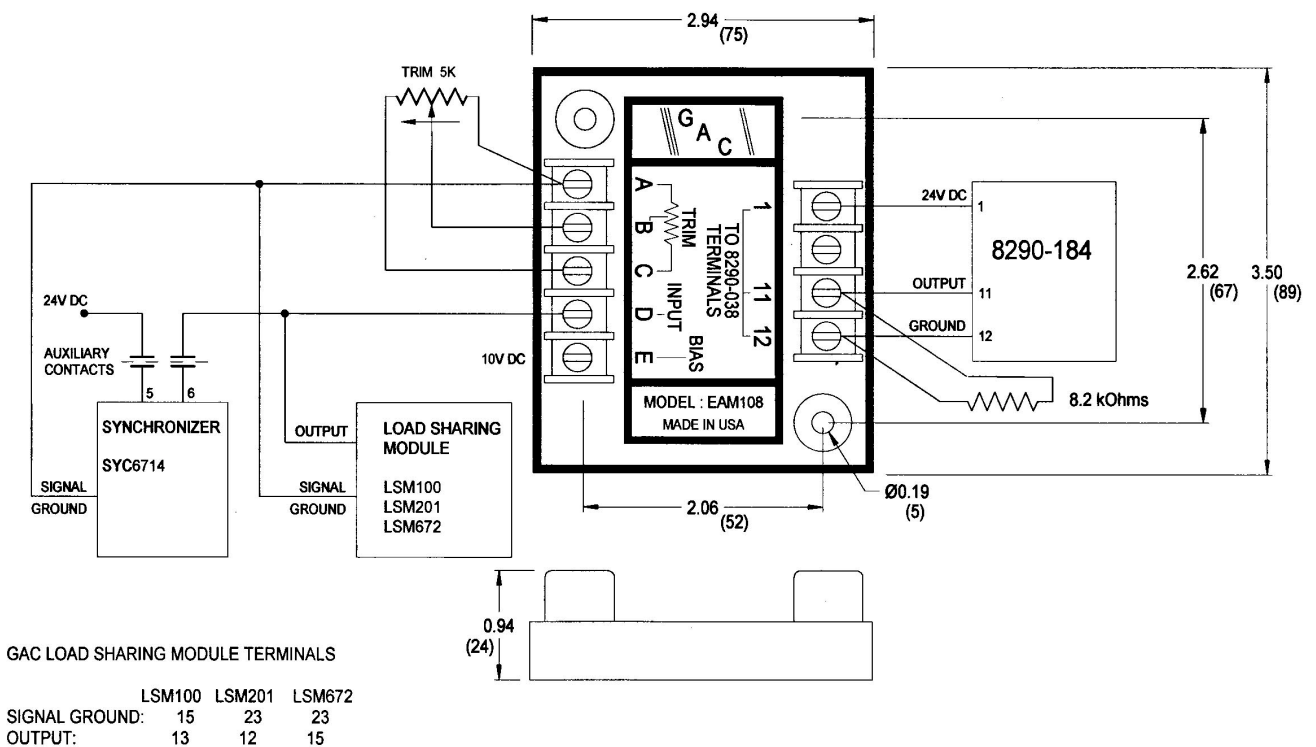 2.94
(75)
TRIM 5K
G
A
C
A
B
C
D
E
TRIM
INPUT
BIAS
TO 8290-038
TERMINALS
1
11
12
MODEL : EAM108
MADE IN USA
10V DC
24V DC
1
8290-184
OUTPUT
11
GROUND
12
8.2 kOhms
2.62
(67)
3.50
(89)
Ø0.19
(5)
2.06
(52)
24V DC
AUXILIARY
CONTACTS
5
6
SYNCHRONIZER
SYC6714
SIGNAL
GROUND
OUTPUT
LOAD SHARING
MODULE
SIGNAL
GROUND
LSM100
LSM201
LSM672
0.94
(24)
GAC LOAD SHARING MODULE TERMINALS
LSM100 LSM201 LSM672
SIGNAL GROUND: 15 23 23
OUTPUT: 13 12 15